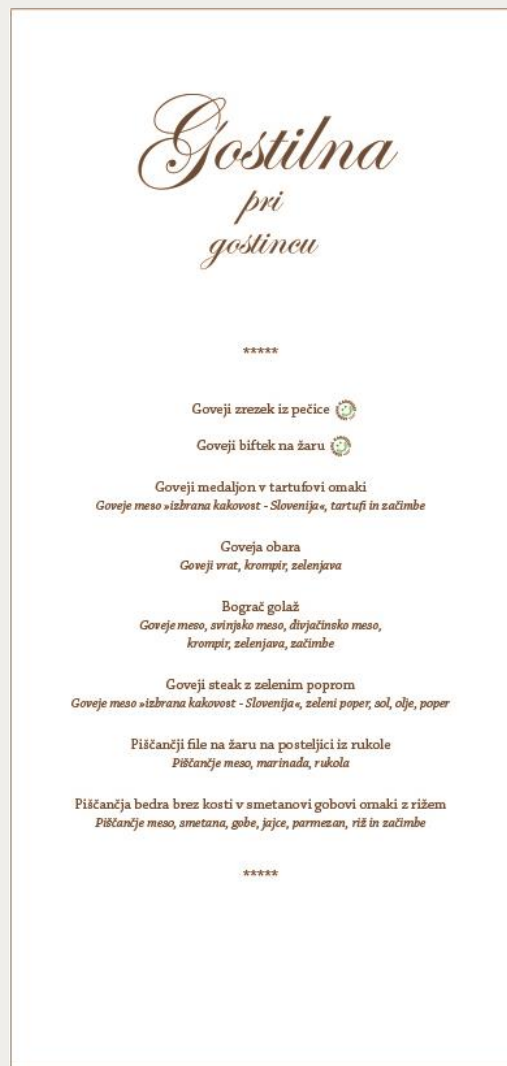 Gostilna
pri
gostincu
*****
Goveji zrezek iz pečice
Goveji biftek na žaru
Goveji medaljon v tartufovi omaki
Goveje meso »izbrana kakovost - Slovenija«, tartufi in začimbe
Goveja obara
Goveji vrat, krompir, zelenjava
Bograč golaž
Goveje meso, svinjsko meso, divjačinsko meso,
krompir, zelenjava, začimbe
Goveji steak z zelenim poprom
Goveje meso »izbrana kakovost - Slovenija«, zeleni poper, sol, olje, poper
Piščančji file na žaru na posteljici iz rukole
Piščančje meso, marinada, rukola
Piščančja bedra brez kosti v smetanovi gobovi omaki z rižem
Piščančje meso, smetana, gobe, jajce, parmezan, riž in začimbe
*****